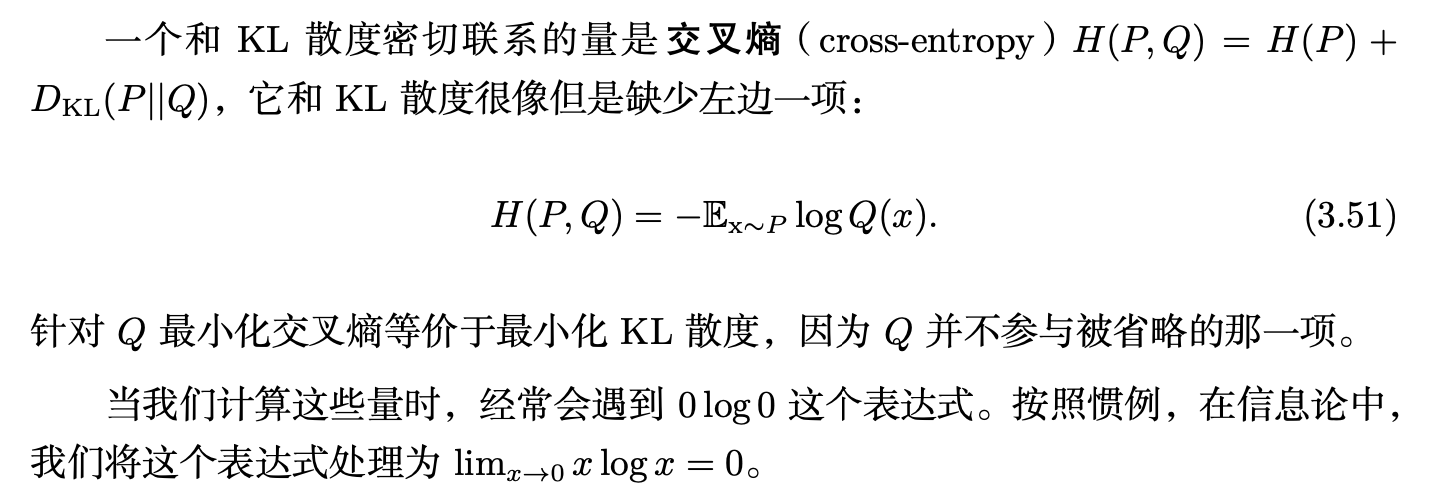 一个和 KL 散度密切联系的量是交叉熵（cross-entropy）H(P, Q) = H(P) +
D_{KL}(P||Q)，它和 KL 散度很像但是缺少左边一项：
H(P, Q) = −𝔼_{x∼P} log Q(x). (3.51)
针对 Q 最小化交叉熵等价于最小化 KL 散度，因为 Q 并不参与被省略的那一项。
当我们计算这些量时，经常会遇到 0 log 0 这个表达式。按照惯例，在信息论中，
我们将这个表达式处理为 lim_{x→0} x log x = 0。